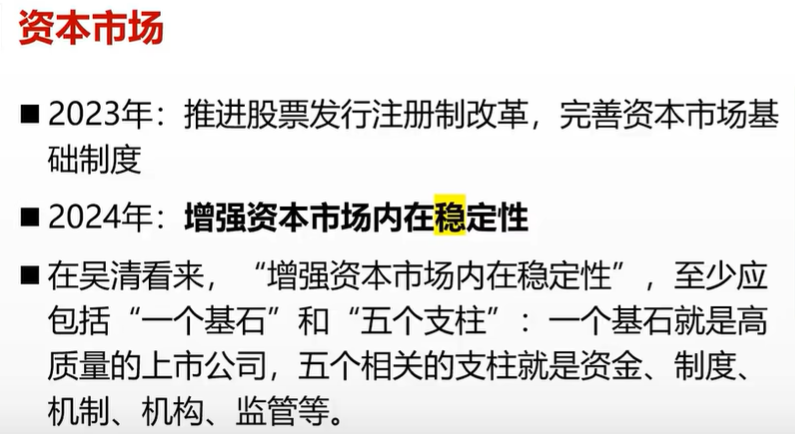 资本市场
■ 2023年：推进股票发行注册制改革，完善资本市场基
础制度
■ 2024年：增强资本市场内在稳定性
■ 在吴清看来，“增强资本市场内在稳定性”，至少应
包括“一个基石”和“五个支柱”：一个基石就是高
质量的上市公司，五个相关的支柱就是资金、制度、
机制、机构、监管等。